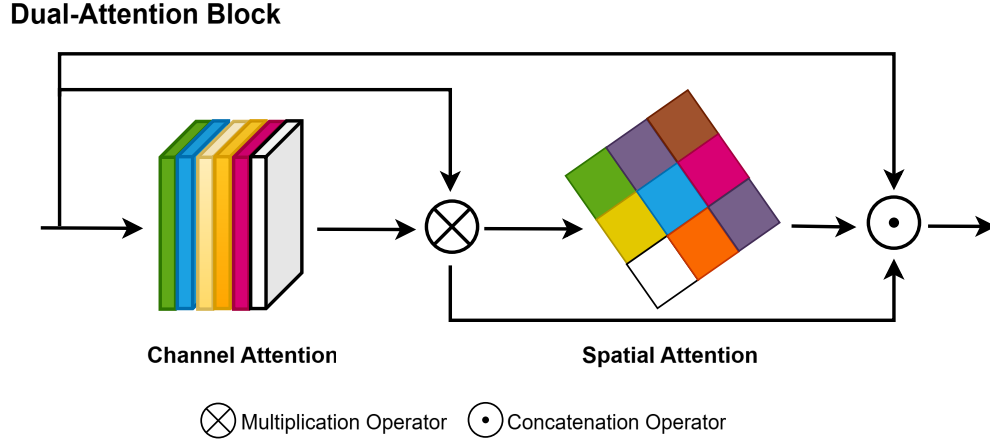 Dual-Attention Block
Channel Attention
Spatial Attention
Multiplication Operator
Concatenation Operator